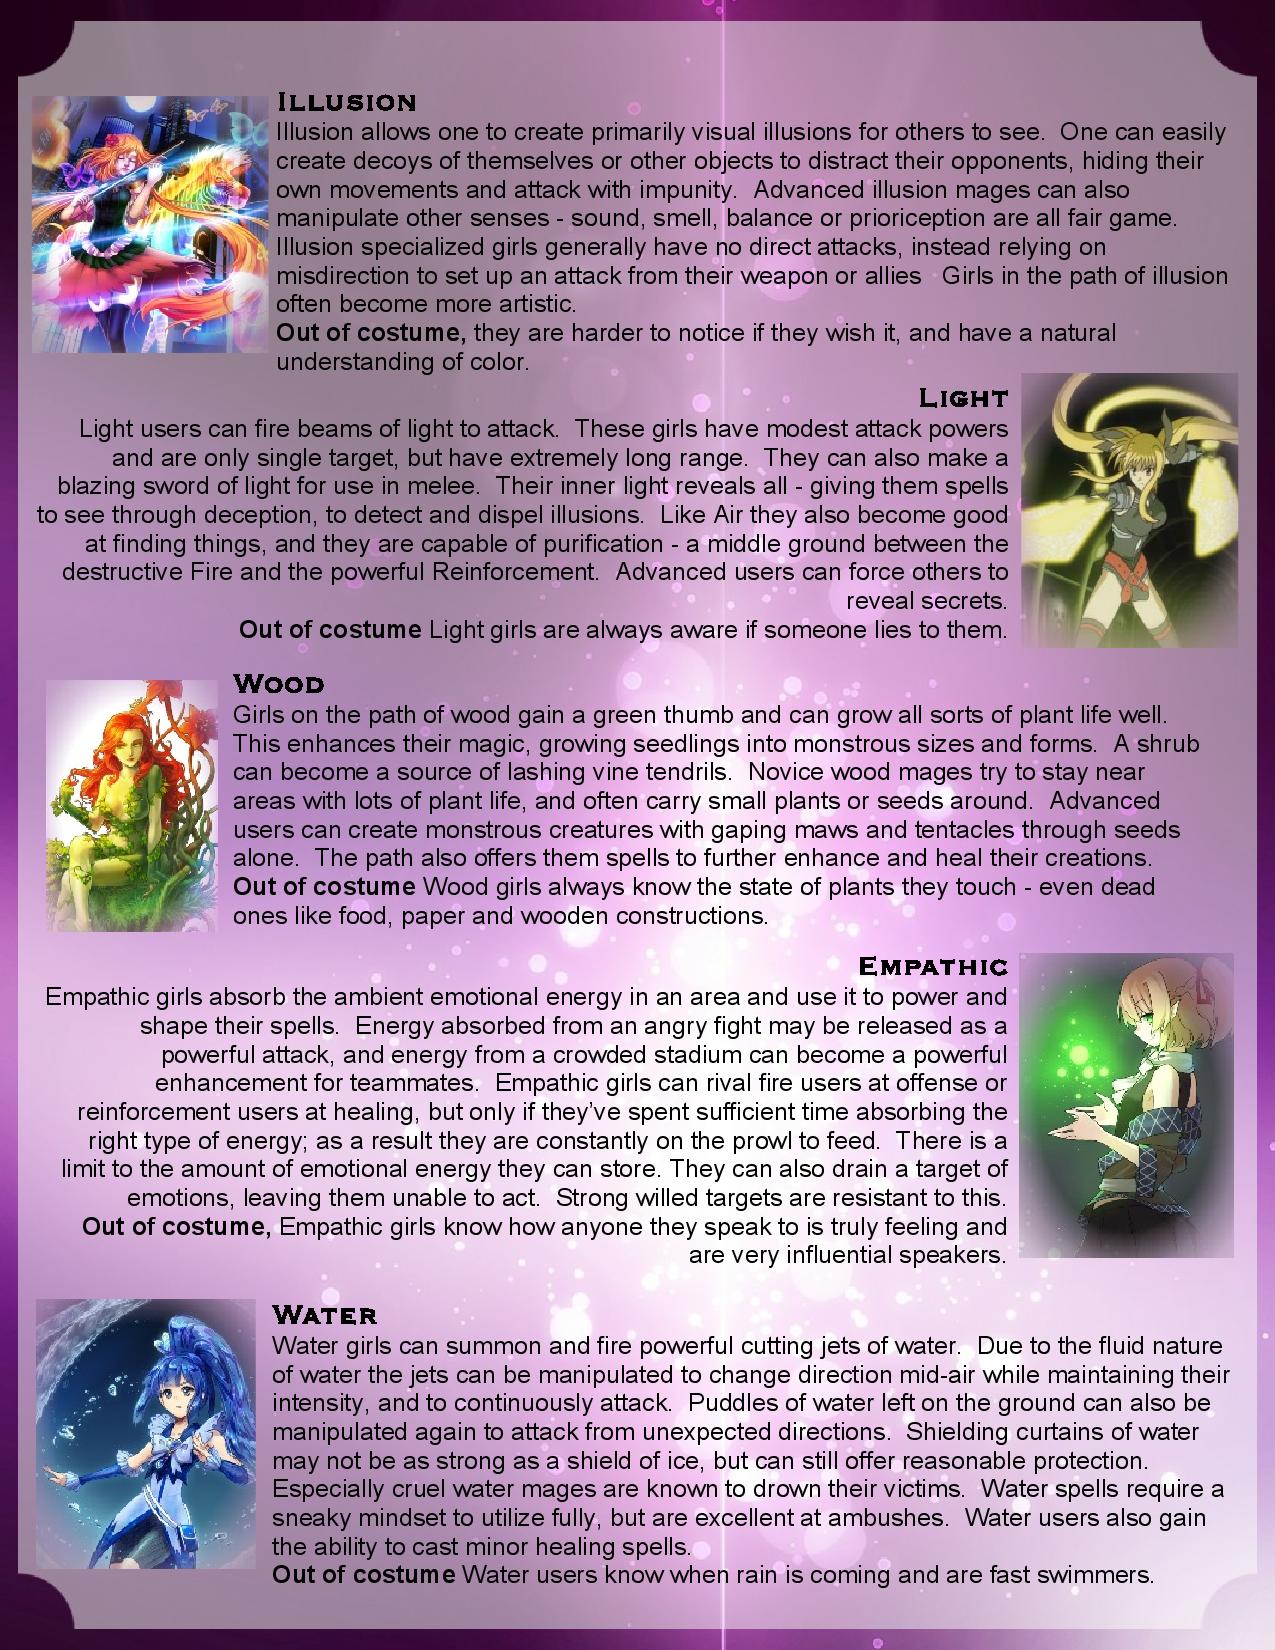 Illusion
Illusion allows one to create primarily visual illusions for others to see.  One can easily
create decoys of themselves or other objects to distract their opponents, hiding their
own movements and attack with impunity.  Advanced illusion mages can also
manipulate other senses - sound, smell, balance or prioriception are all fair game.
Illusion specialized girls generally have no direct attacks, instead relying on
misdirection to set up an attack from their weapon or allies   Girls in the path of illusion
often become more artistic.
Out of costume, they are harder to notice if they wish it, and have a natural
understanding of color.
Light
Light users can fire beams of light to attack.  These girls have modest attack powers
and are only single target, but have extremely long range.  They can also make a
blazing sword of light for use in melee.  Their inner light reveals all - giving them spells
to see through deception, to detect and dispel illusions.  Like Air they also become good
at finding things, and they are capable of purification - a middle ground between the
destructive Fire and the powerful Reinforcement.  Advanced users can force others to
reveal secrets.
Out of costume Light girls are always aware if someone lies to them.
Wood
Girls on the path of wood gain a green thumb and can grow all sorts of plant life well.
This enhances their magic, growing seedlings into monstrous sizes and forms.  A shrub
can become a source of lashing vine tendrils.  Novice wood mages try to stay near
areas with lots of plant life, and often carry small plants or seeds around.  Advanced
users can create monstrous creatures with gaping maws and tentacles through seeds
alone.  The path also offers them spells to further enhance and heal their creations.
Out of costume Wood girls always know the state of plants they touch - even dead
ones like food, paper and wooden constructions.
Empathic
Empathic girls absorb the ambient emotional energy in an area and use it to power and
shape their spells.  Energy absorbed from an angry fight may be released as a
powerful attack, and energy from a crowded stadium can become a powerful
enhancement for teammates.  Empathic girls can rival fire users at offense or
reinforcement users at healing, but only if they’ve spent sufficient time absorbing the
right type of energy; as a result they are constantly on the prowl to feed.  There is a
limit to the amount of emotional energy they can store. They can also drain a target of
emotions, leaving them unable to act.  Strong willed targets are resistant to this.
Out of costume, Empathic girls know how anyone they speak to is truly feeling and
are very influential speakers.
Water
Water girls can summon and fire powerful cutting jets of water.  Due to the fluid nature
of water the jets can be manipulated to change direction mid-air while maintaining their
intensity, and to continuously attack.  Puddles of water left on the ground can also be
manipulated again to attack from unexpected directions.  Shielding curtains of water
may not be as strong as a shield of ice, but can still offer reasonable protection.
Especially cruel water mages are known to drown their victims.  Water spells require a
sneaky mindset to utilize fully, but are excellent at ambushes.  Water users also gain
the ability to cast minor healing spells.
Out of costume Water users know when rain is coming and are fast swimmers.